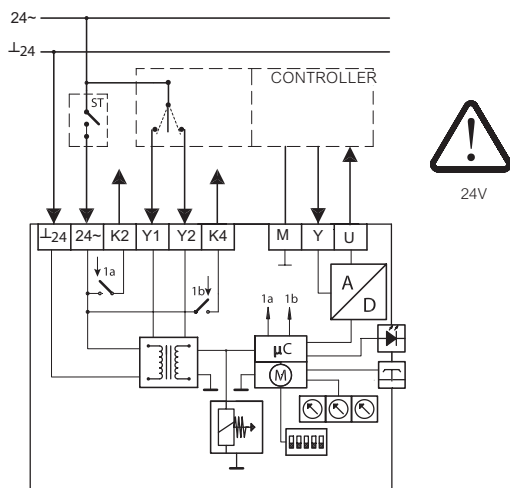 24~
⊥24
ST
CONTROLLER
24V
⊥24 24~ K2 Y1 Y2 K4 M Y U
1a
1b
1a 1b
A
D
µC
M